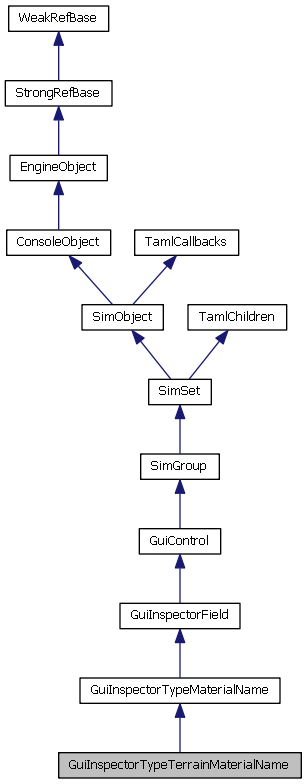 WeakRefBase
StrongRefBase
EngineObject
ConsoleObject
TamlCallbacks
SimObject
TamlChildren
SimSet
SimGroup
GuiControl
GuiInspectorField
GuiInspectorTypeMaterialName
GuiInspectorTypeTerrainMaterialName